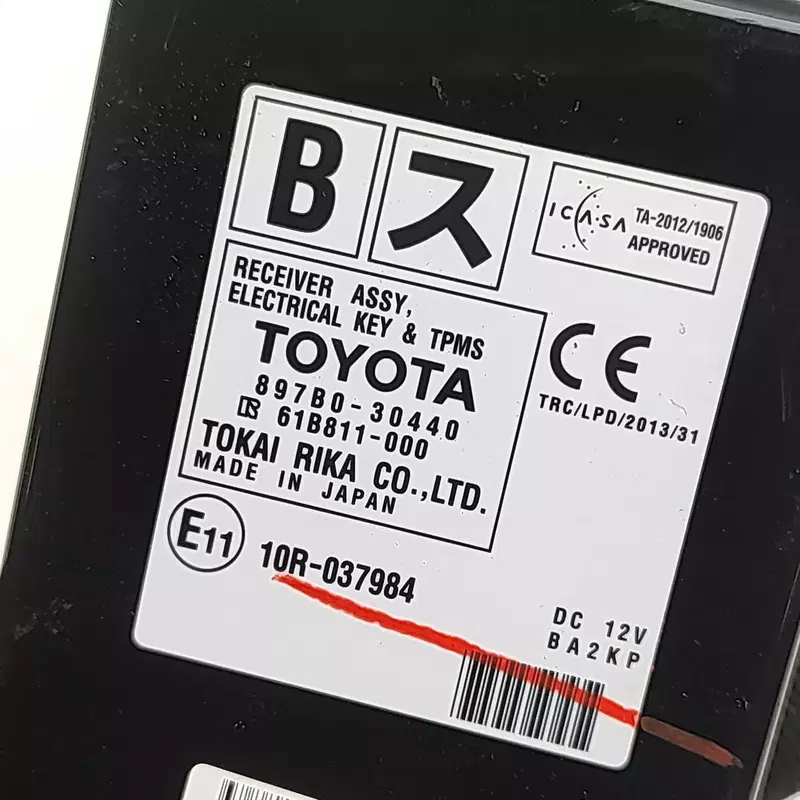 B ス
ICASA TA-2012/1906
APPROVED
RECEIVER ASSY,
ELECTRICAL KEY & TPMS
TOYOTA
897B0-30440
61B811-000
TOKAI RIKA CO.,LTD.
MADE IN JAPAN
CE
TRC/LPD/2013/31
E11 10R-037984
DC 12V
BA2KP